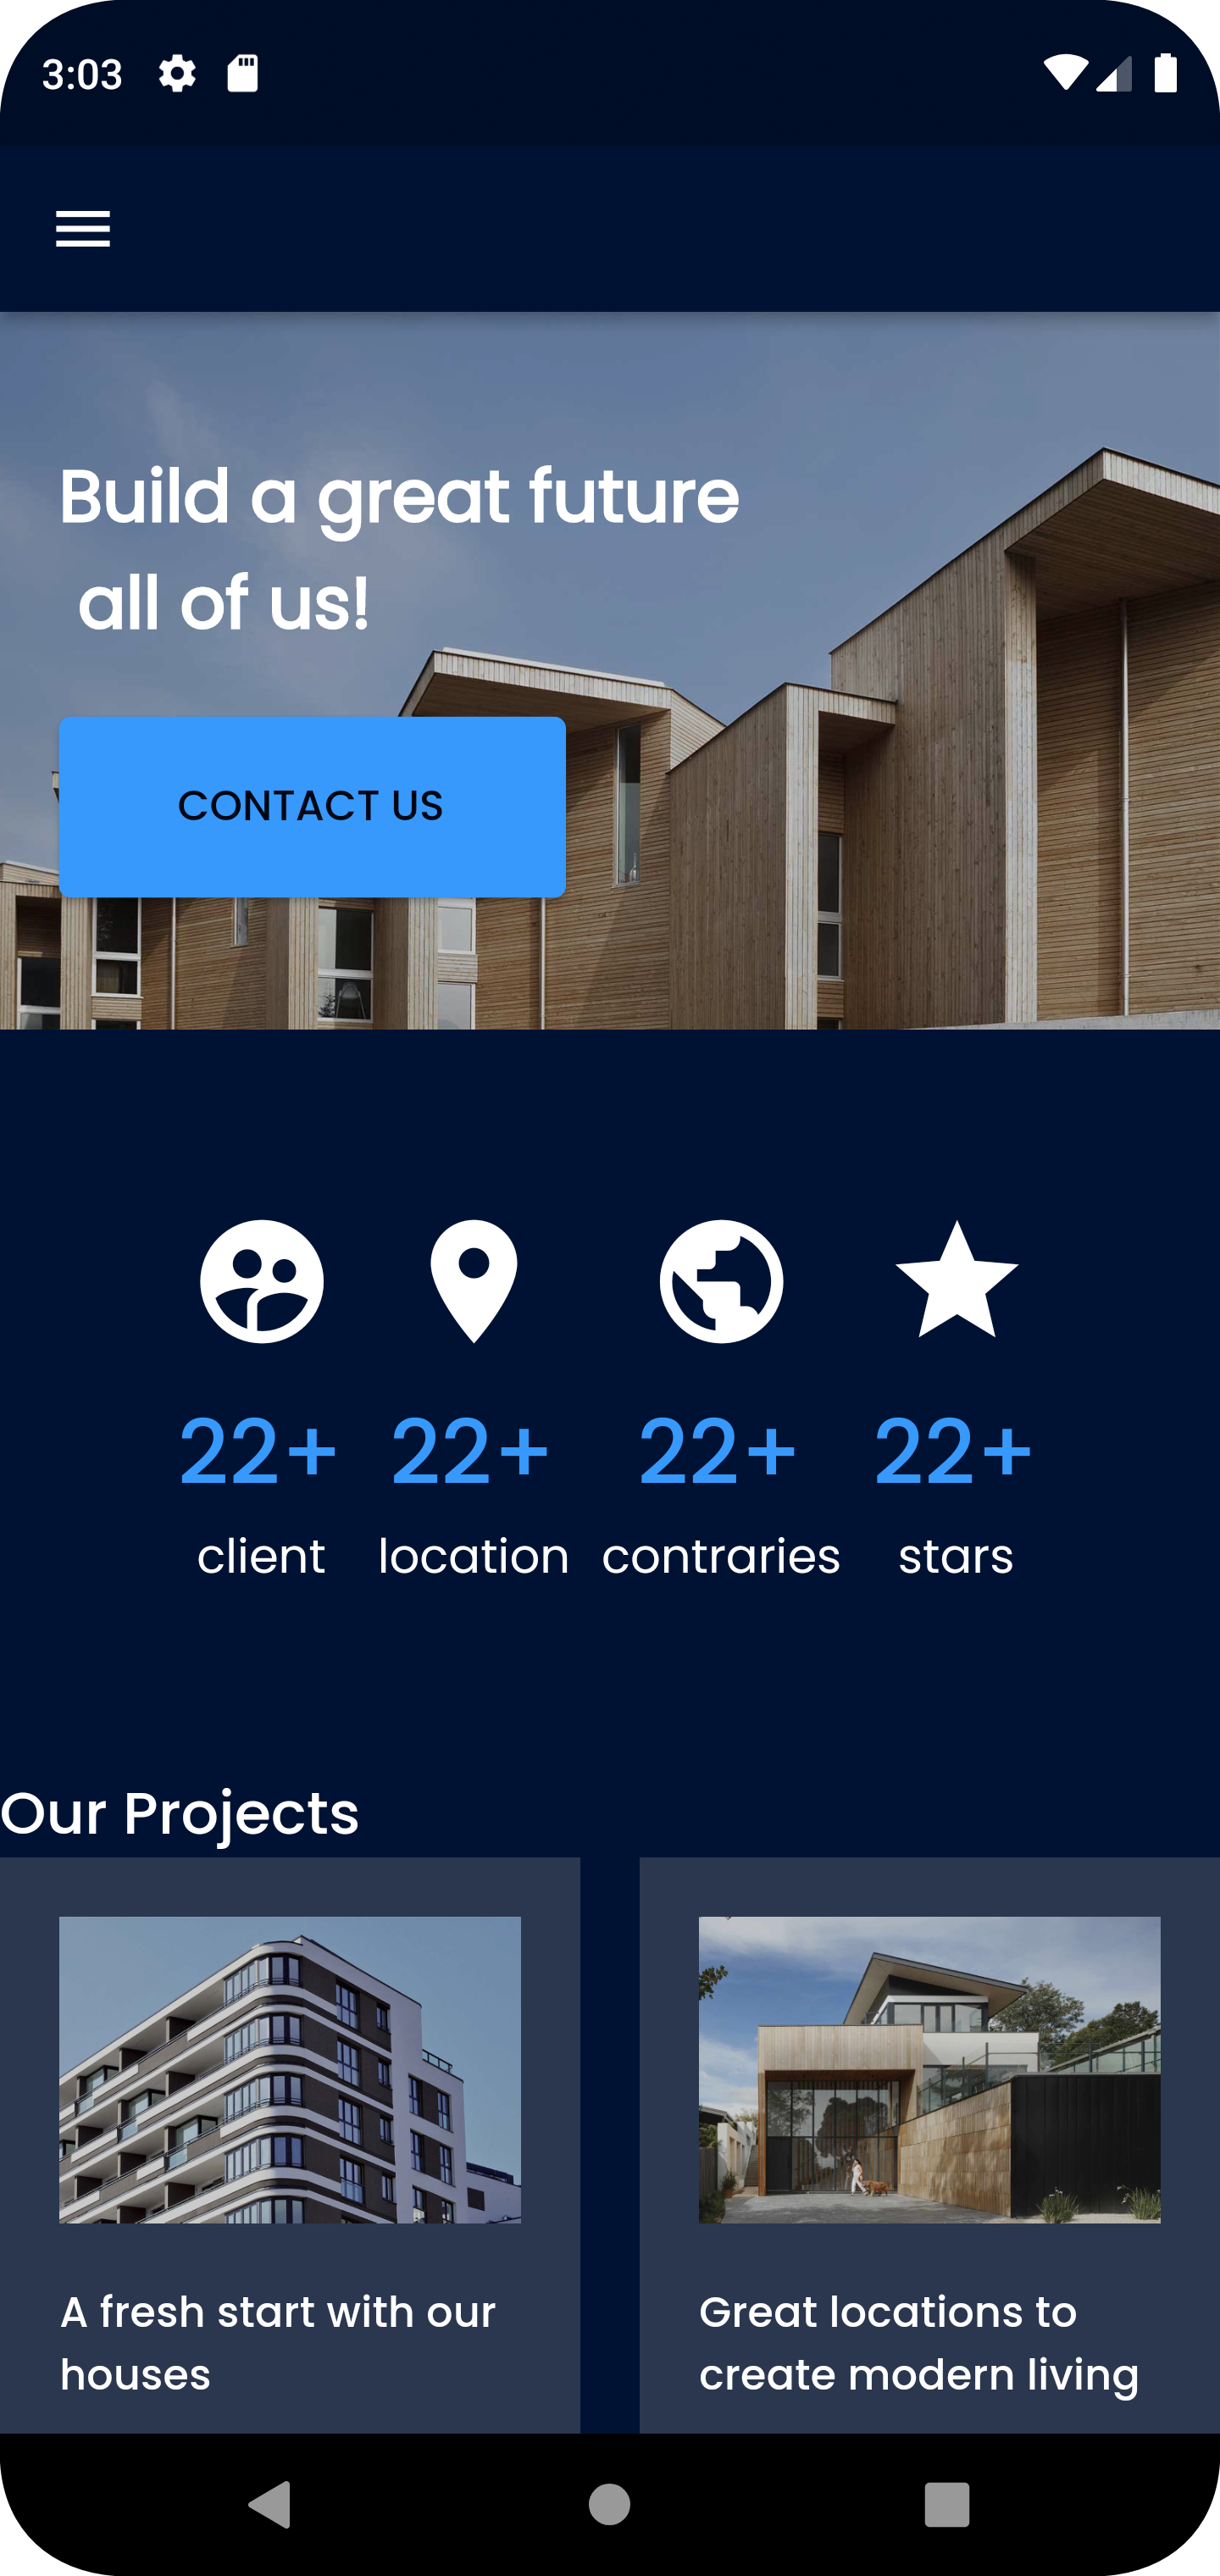 3:03
Build a great future
all of us!
CONTACT US
22+ 22+ 22+ 22+
client location contraries stars
Our Projects
A fresh start with our
houses
Great locations to
create modern living